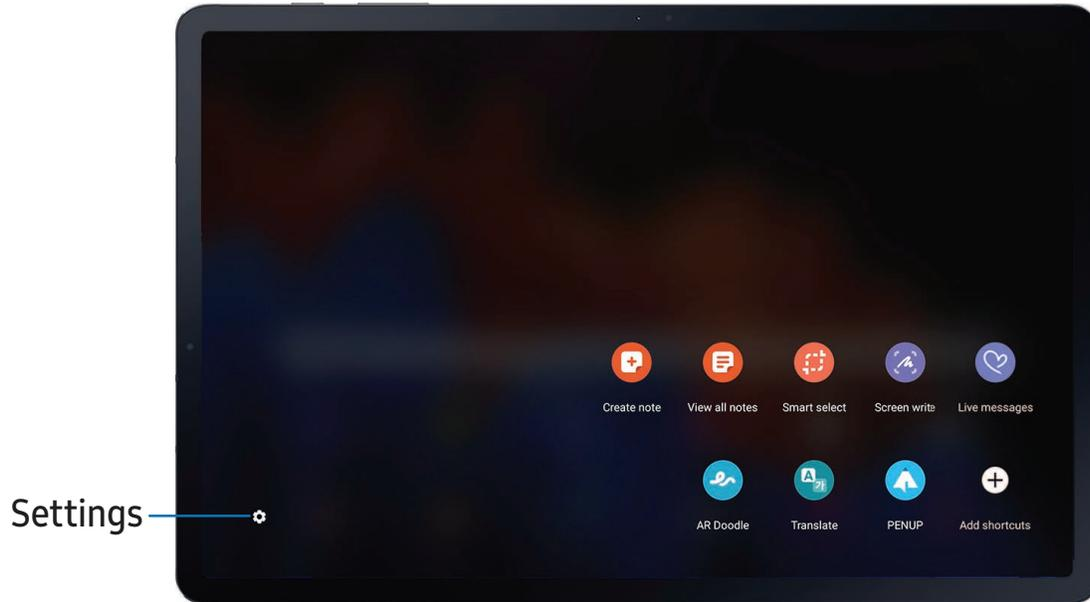 Create note View all notes Smart select Screen write Live messages
Settings
AR Doodle Translate PENUP Add shortcuts